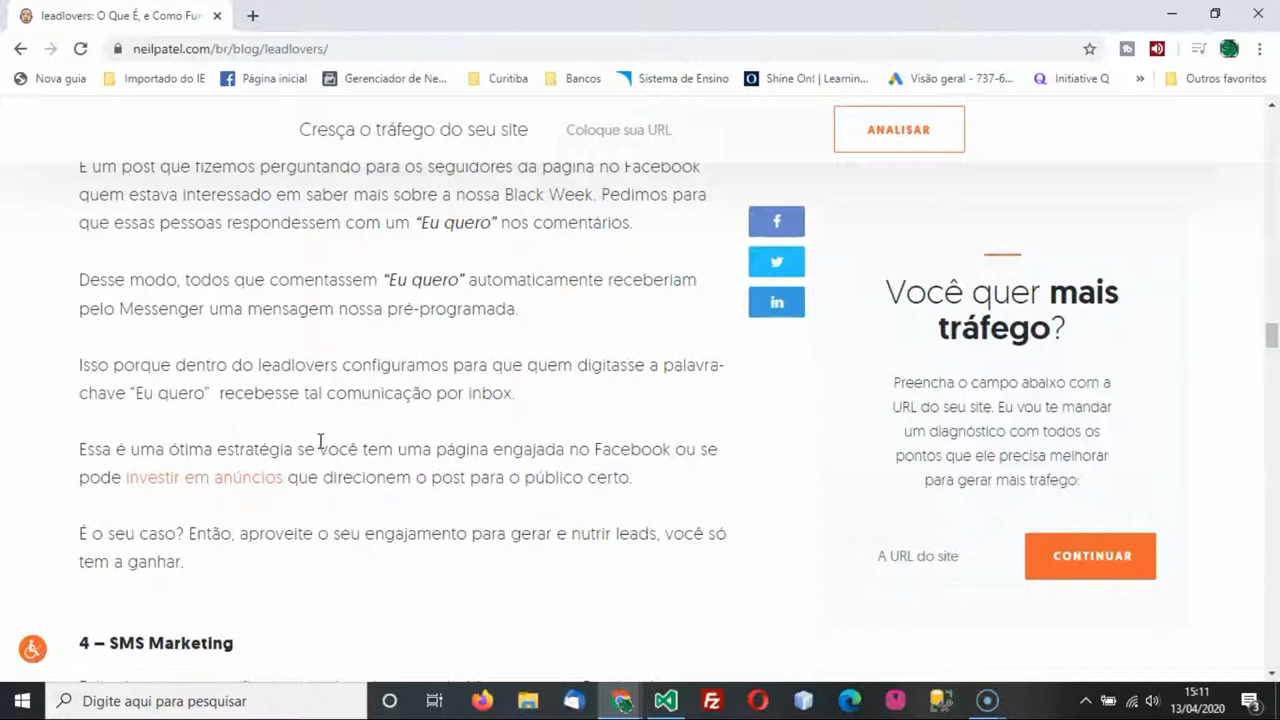 leadlovers: O Que É, e Como Fun
neilpatel.com/br/blog/leadlovers/
Nova guia
Importado do IE
Página inicial
Gerenciador de Ne...
Curitiba
Bancos
Sistema de Ensino
Shine On! | Learnin...
Visão geral - 737-6...
Initiative Q
»
Outros favoritos
Cresça o tráfego do seu site
Coloque sua URL
ANALISAR
É um post que fizemos perguntando para os seguidores da página no Facebook
quem estava interessado em saber mais sobre a nossa Black Week. Pedimos para
que essas pessoas respondessem com um “Eu quero” nos comentários.
Desse modo, todos que comentassem “Eu quero” automaticamente receberiam
pelo Messenger uma mensagem nossa pré-programada.
Isso porque dentro do leadlovers configuramos para que quem digitasse a palavra-
chave “Eu quero” recebesse tal comunicação por inbox.
Essa é uma ótima estratégia se você tem uma página engajada no Facebook ou se
pode investir em anúncios que direcionem o post para o público certo.
É o seu caso? Então, aproveite o seu engajamento para gerar e nutrir leads, você só
tem a ganhar.
4 – SMS Marketing
Você quer mais
tráfego?
Preencha o campo abaixo com a
URL do seu site. Eu vou te mandar
um diagnóstico com todos os
pontos que ele precisa melhorar
para gerar mais tráfego:
A URL do site
CONTINUAR
Digite aqui para pesquisar
15:11
13/04/2020
3